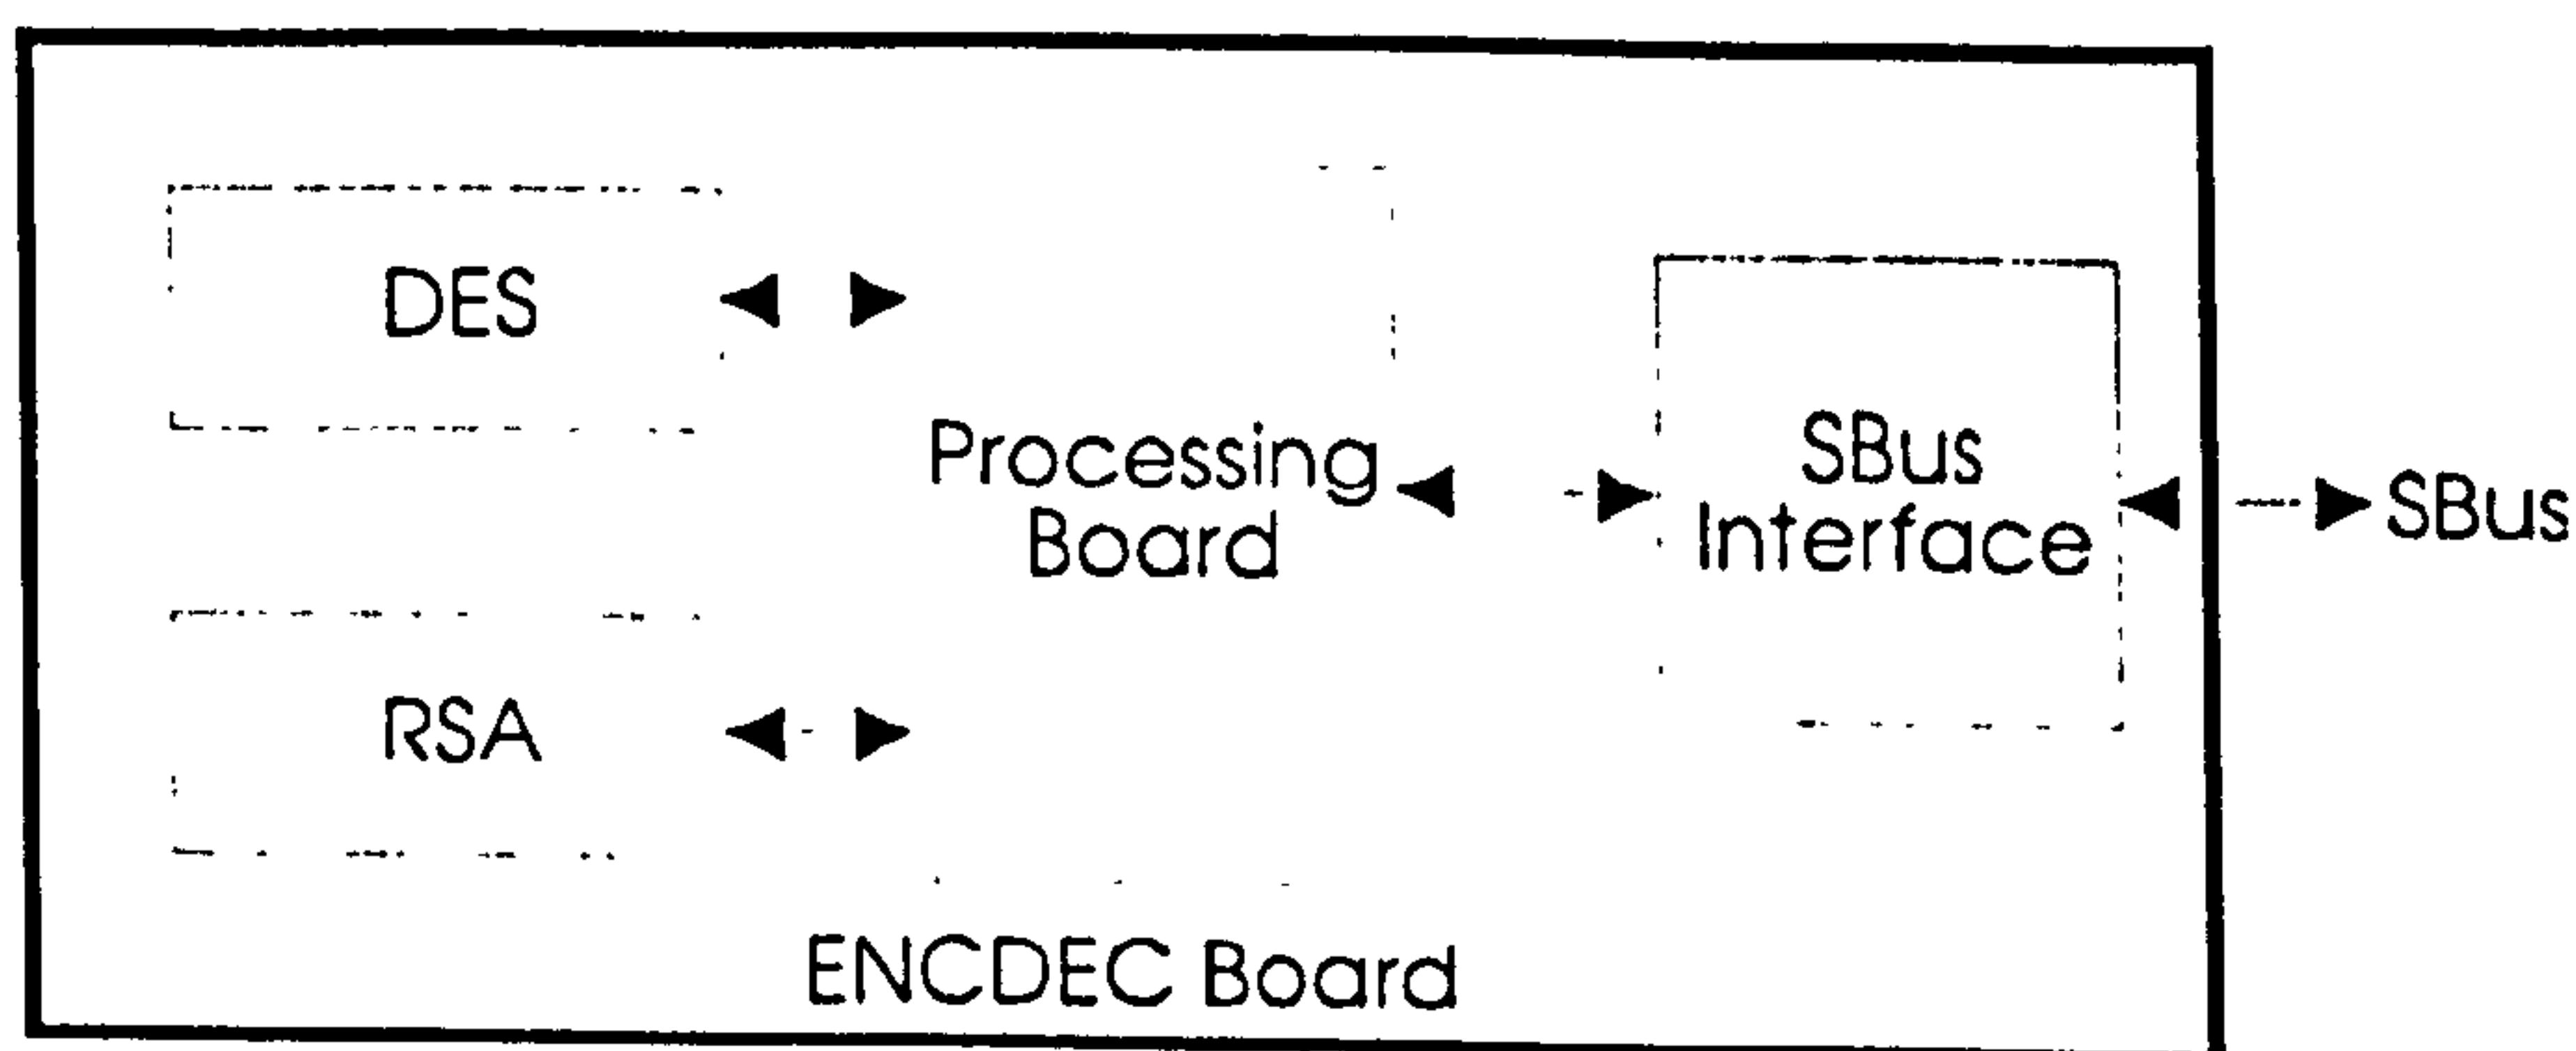 DES
Processing
Board
SBus
Interface
SBus
RSA
ENCDEC Board